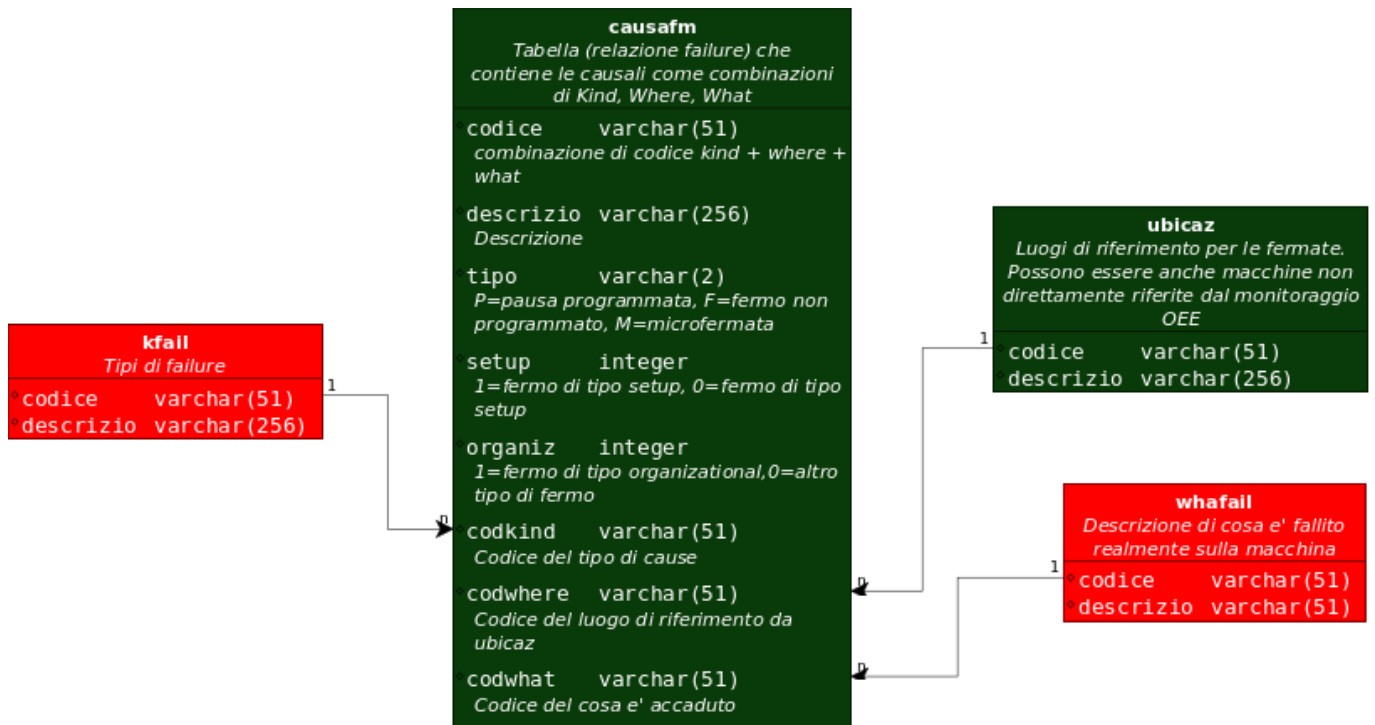 causafm
Tabella (relazione failure) che
contiene le causali come combinazioni
di Kind, Where, What
codice varchar(51)
combinazione di codice kind + where +
what
descrizio varchar(256)
Descrizione
tipo varchar(2)
P=pausa programmata, F=fermo non
programmato, M=microfermata
setup integer
1=fermo di tipo setup, 0=fermo di tipo
setup
organiz integer
1=fermo di tipo organizational,0=altro
tipo di fermo
codkind varchar(51)
Codice del tipo di cause
codwhere varchar(51)
Codice del luogo di riferimento da
ubicaz
codwhat varchar(51)
Codice del cosa e' accaduto
kfail
Tipi di failure
codice varchar(51)
descrizio varchar(256)
1
n
ubicaz
Luogi di riferimento per le fermate.
Possono essere anche macchine non
direttamente riferite dal monitoraggio
OEE
codice varchar(51)
descrizio varchar(256)
1
n
whafail
Descrizione di cosa e' fallito
realmente sulla macchina
codice varchar(51)
descrizio varchar(51)
1
n